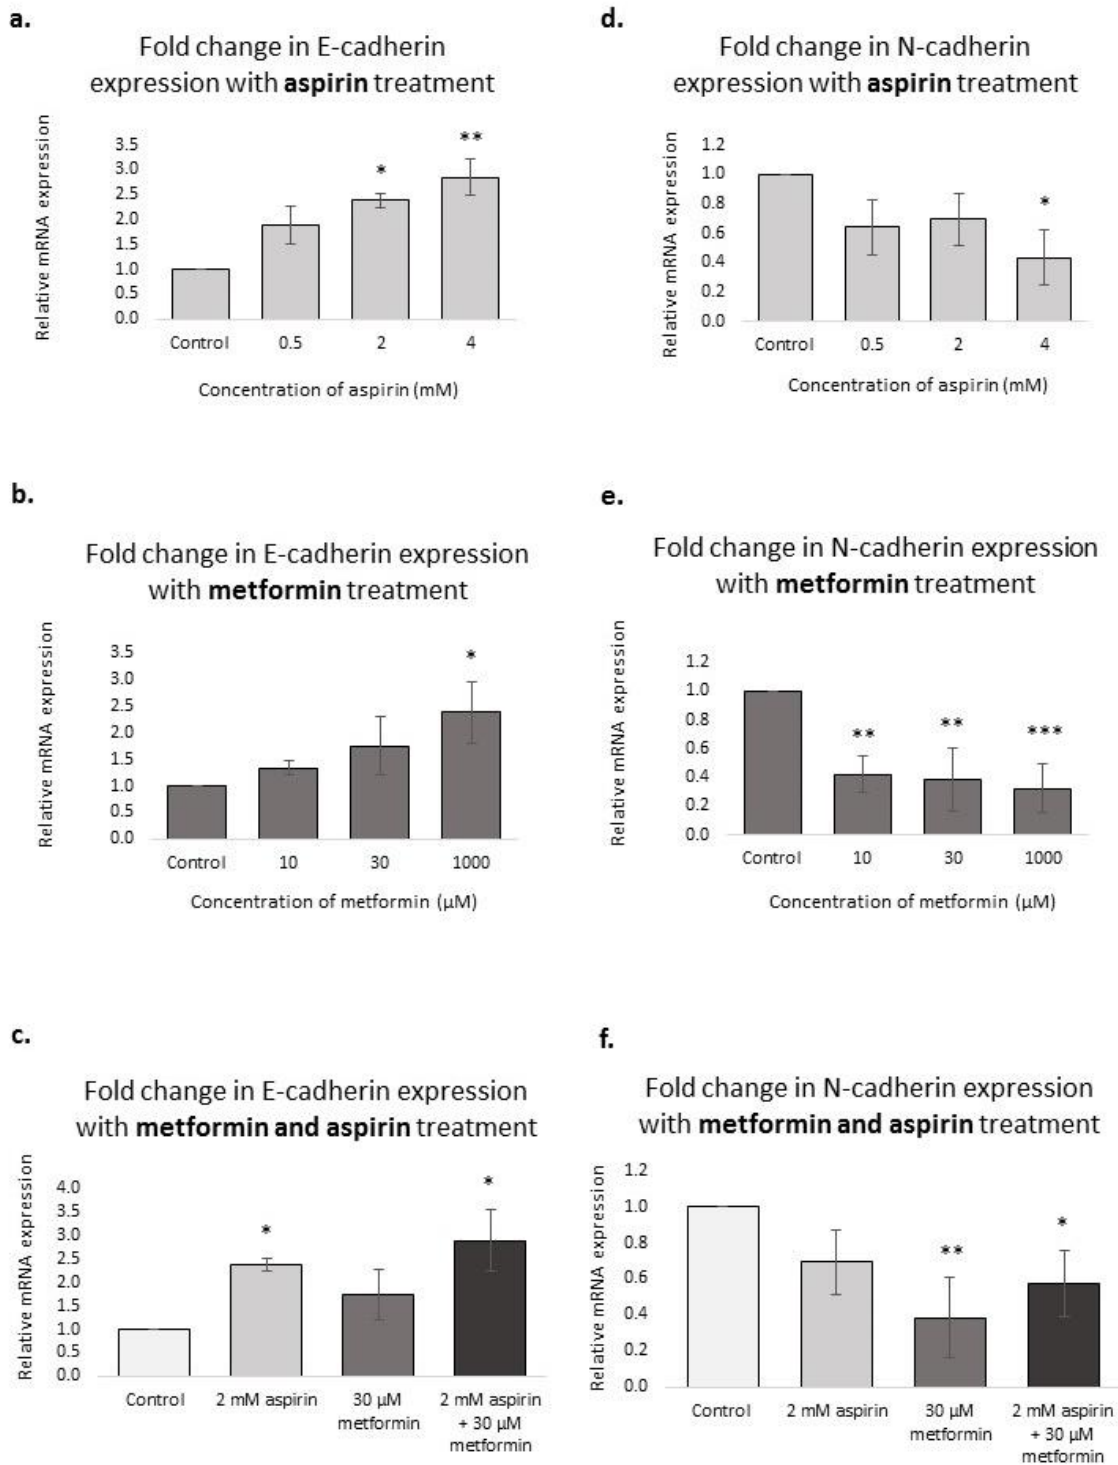 a.
Fold change in E-cadherin
expression with aspirin treatment
Relative mRNA expression
3.5
3.0
2.5
2.0
1.5
1.0
0.5
0.0
*
**
Control 0.5 2 4
Concentration of aspirin (mM)
d.
Fold change in N-cadherin
expression with aspirin treatment
Relative mRNA expression
1.2
1.0
0.8
0.6
0.4
0.2
0.0
*
Control 0.5 2 4
Concentration of aspirin (mM)
b.
Fold change in E-cadherin expression
with metformin treatment
Relative mRNA expression
3.5
3.0
2.5
2.0
1.5
1.0
0.5
0.0
*
Control 10 30 1000
Concentration of metformin (µM)
e.
Fold change in N-cadherin expression
with metformin treatment
Relative mRNA expression
1.2
1.0
0.8
0.6
0.4
0.2
0.0
**
**
***
Control 10 30 1000
Concentration of metformin (µM)
c.
Fold change in E-cadherin expression
with metformin and aspirin treatment
Relative mRNA expression
4.0
3.5
3.0
2.5
2.0
1.5
1.0
0.5
0.0
*
*
Control 2 mM aspirin 30 µM 2 mM aspirin
metformin + 30 µM
metformin
f.
Fold change in N-cadherin expression
with metformin and aspirin treatment
Relative mRNA expression
1.2
1.0
0.8
0.6
0.4
0.2
0.0
**
*
Control 2 mM aspirin 30 µM 2 mM aspirin
metformin + 30 µM
metformin